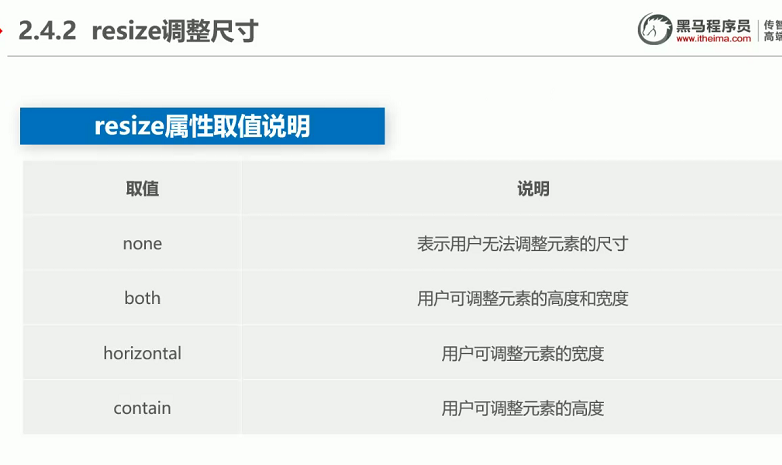 2.4.2 resize调整尺寸
黑马程序员
www.itheima.com
传智
高端
resize属性取值说明
取值 说明
none 表示用户无法调整元素的尺寸
both 用户可调整元素的高度和宽度
horizontal 用户可调整元素的宽度
contain 用户可调整元素的高度